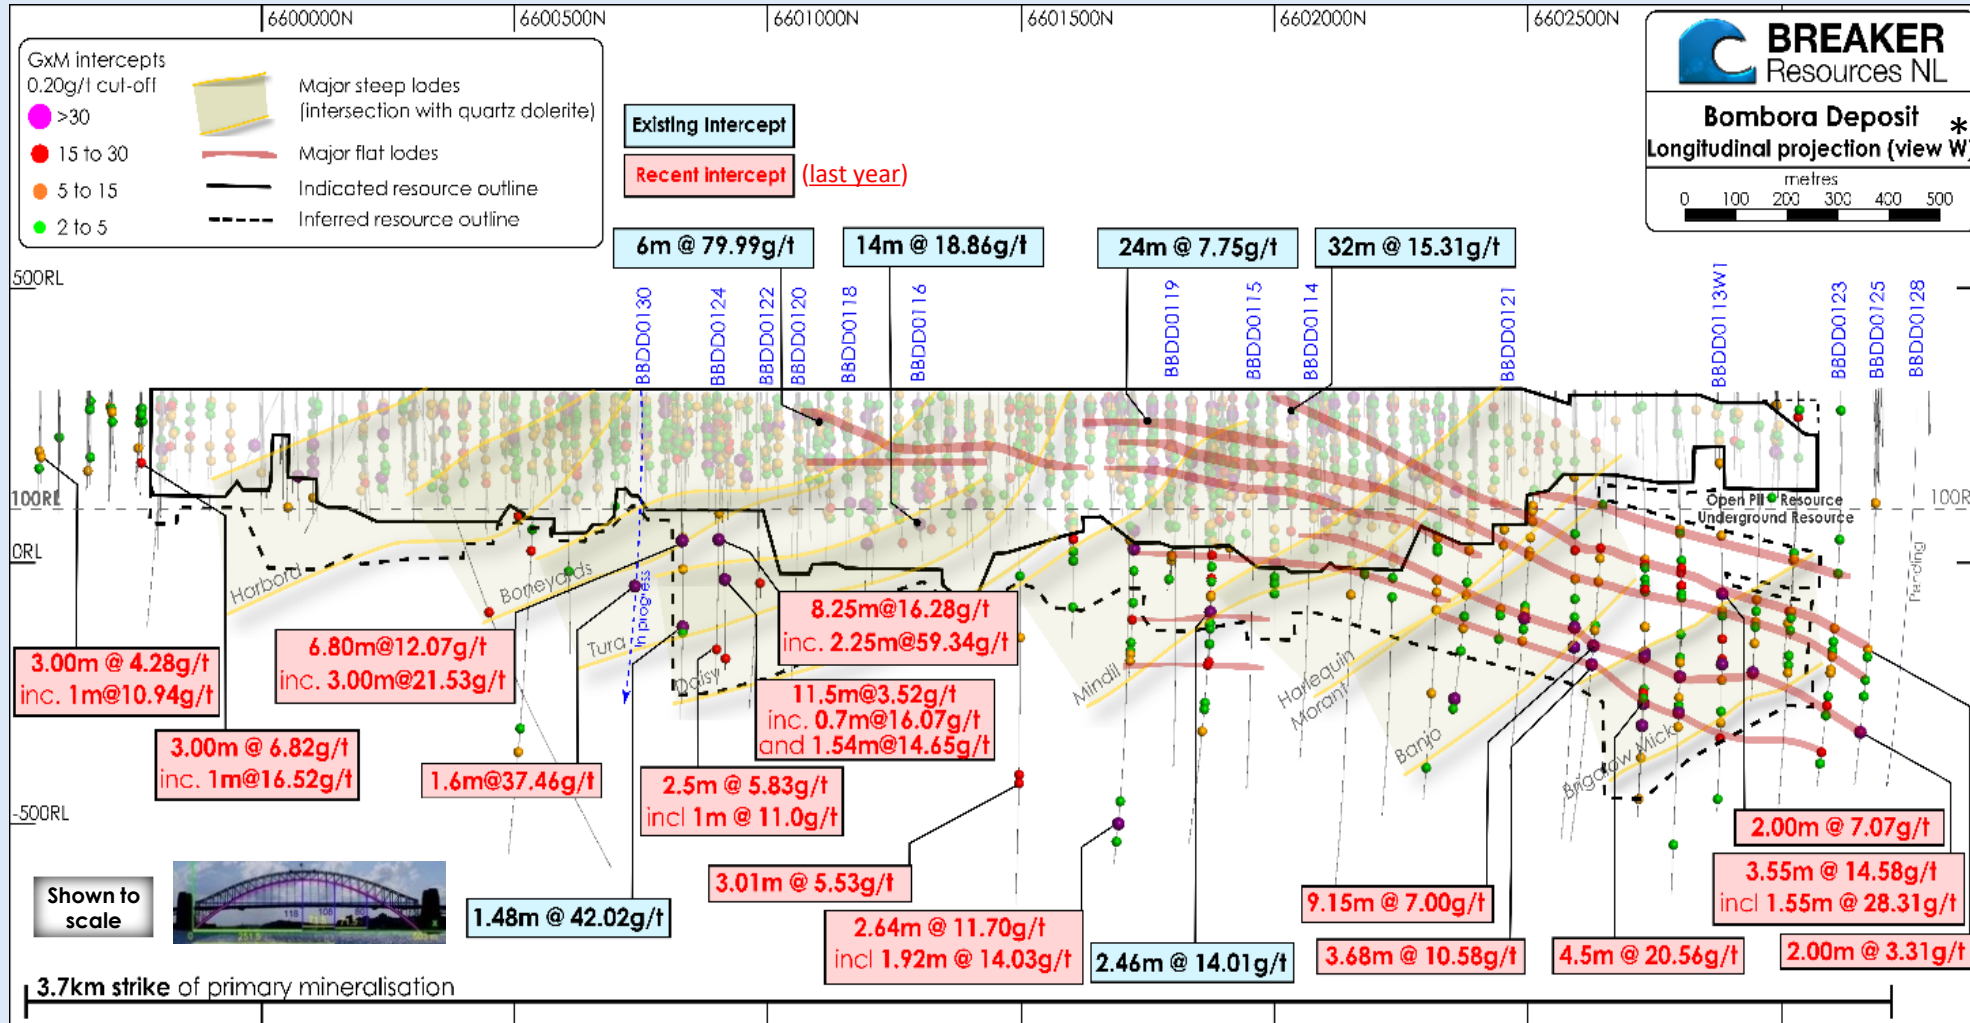 6600000N
6600500N
6601000N
6601500N
6602000N
6602500N
GxM intercepts
0.20g/t cut-off
>30
15 to 30
5 to 15
2 to 5
Major steep lodes
(intersection with quartz dolerite)
Major flat lodes
Indicated resource outline
Inferred resource outline
Existing Intercept
Recent intercept
(last year)
BREAKER
Resources NL
Bombora Deposit *
Longitudinal projection (view W)
metres
0 100 200 300 400 500
6m @ 79.99g/t
14m @ 18.86g/t
24m @ 7.75g/t
32m @ 15.31g/t
500RL
BBDD0130
BBDD0124
BBDD0122
BBDD0120
BBDD0118
BBDD0116
BBDD0119
BBDD0115
BBDD0114
BBDD0121
BBDD0113W1
BBDD0123
BBDD0125
BBDD0128
100RL
100R
Open Pit Resource
Underground Resource
0RL
Harbord
Boneyards
Tura
Daisy
In progress
Mindil
Harlequin
Morant
Banjo
Brigalow Mick
Pending
8.25m@16.28g/t
inc. 2.25m@59.34g/t
6.80m@12.07g/t
inc. 3.00m@21.53g/t
3.00m @ 4.28g/t
inc. 1m@10.94g/t
11.5m@3.52g/t
inc. 0.7m@16.07g/t
and 1.54m@14.65g/t
3.00m @ 6.82g/t
inc. 1m@16.52g/t
1.6m@37.46g/t
2.5m @ 5.83g/t
incl 1m @ 11.0g/t
-500RL
2.00m @ 7.07g/t
3.01m @ 5.53g/t
3.55m @ 14.58g/t
incl 1.55m @ 28.31g/t
Shown to
scale
1.48m @ 42.02g/t
9.15m @ 7.00g/t
2.64m @ 11.70g/t
incl 1.92m @ 14.03g/t
2.46m @ 14.01g/t
3.68m @ 10.58g/t
4.5m @ 20.56g/t
2.00m @ 3.31g/t
3.7km strike of primary mineralisation